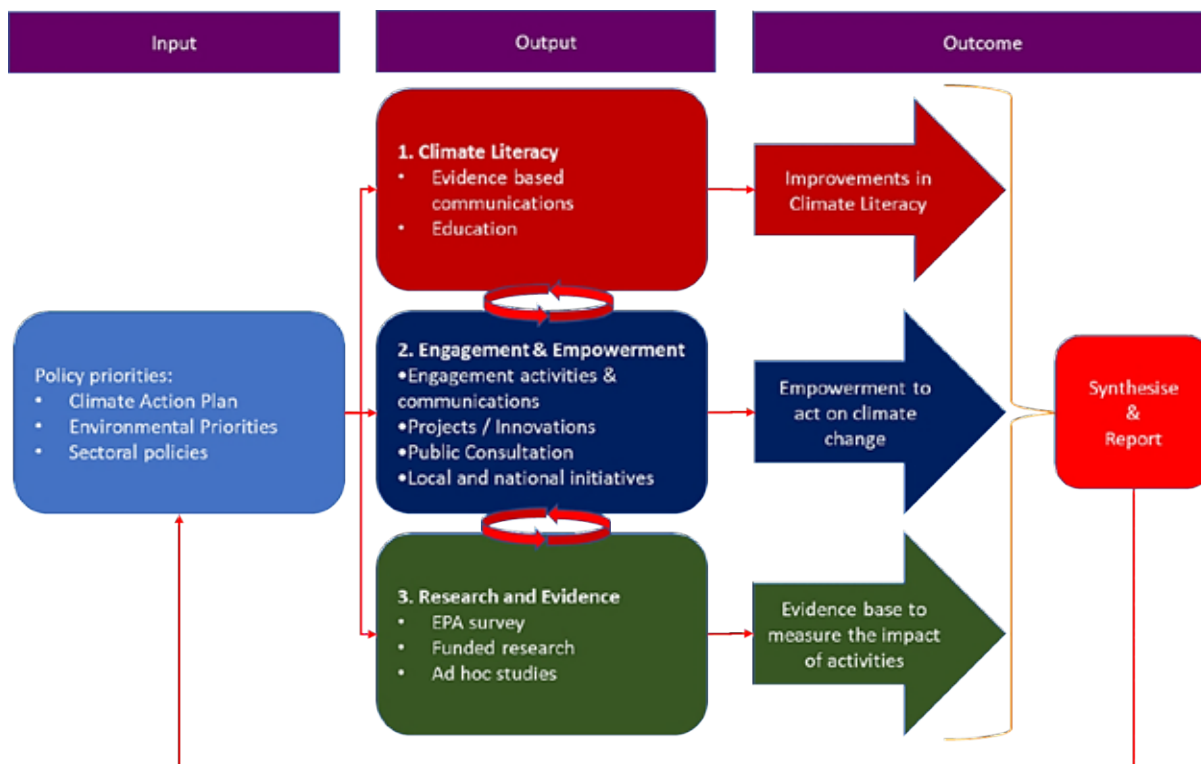 Input
Output
Outcome
Policy priorities:
• Climate Action Plan
• Environmental Priorities
• Sectoral policies
1. Climate Literacy
• Evidence based
communications
• Education
2. Engagement & Empowerment
•Engagement activities &
communications
•Projects / Innovations
•Public Consultation
•Local and national initiatives
3. Research and Evidence
• EPA survey
• Funded research
• Ad hoc studies
Improvements in
Climate Literacy
Empowerment to
act on climate
change
Evidence base to
measure the impact
of activities
Synthesise
&
Report